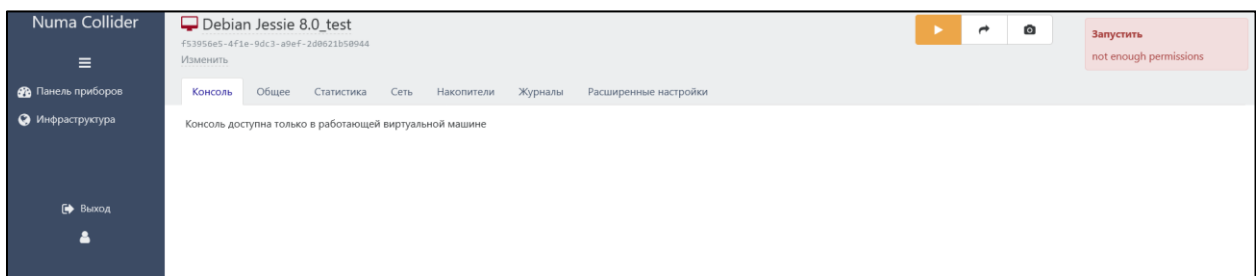 Numa Collider
Debian Jessie 8.0_test
f53956e5-4f1e-9dc3-a9ef-2d0621b50944
Изменить
Запустить
not enough permissions
Панель приборов
Инфраструктура
Выход
Консоль Общее Статистика Сеть Накопители Журналы Расширенные настройки
Консоль доступна только в работающей виртуальной машине